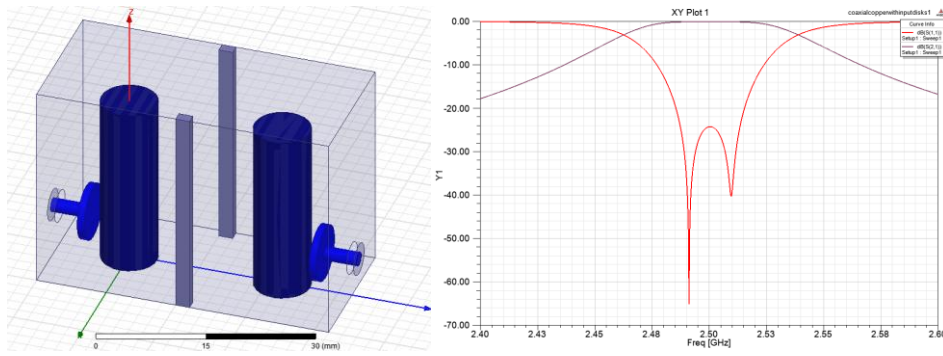 Z
0
15
30 (mm)
XY Plot 1
coaxialcopperwithinputdisks1
Curve Info
dB(S(1,1))
Setup1 : Sweep1
dB(S(2,1))
Setup1 : Sweep1
0.00
-10.00
-20.00
-30.00
-40.00
-50.00
-60.00
-70.00
Y1
2.40
2.43
2.45
2.48
2.50
2.53
2.55
2.58
2.60
Freq [GHz]